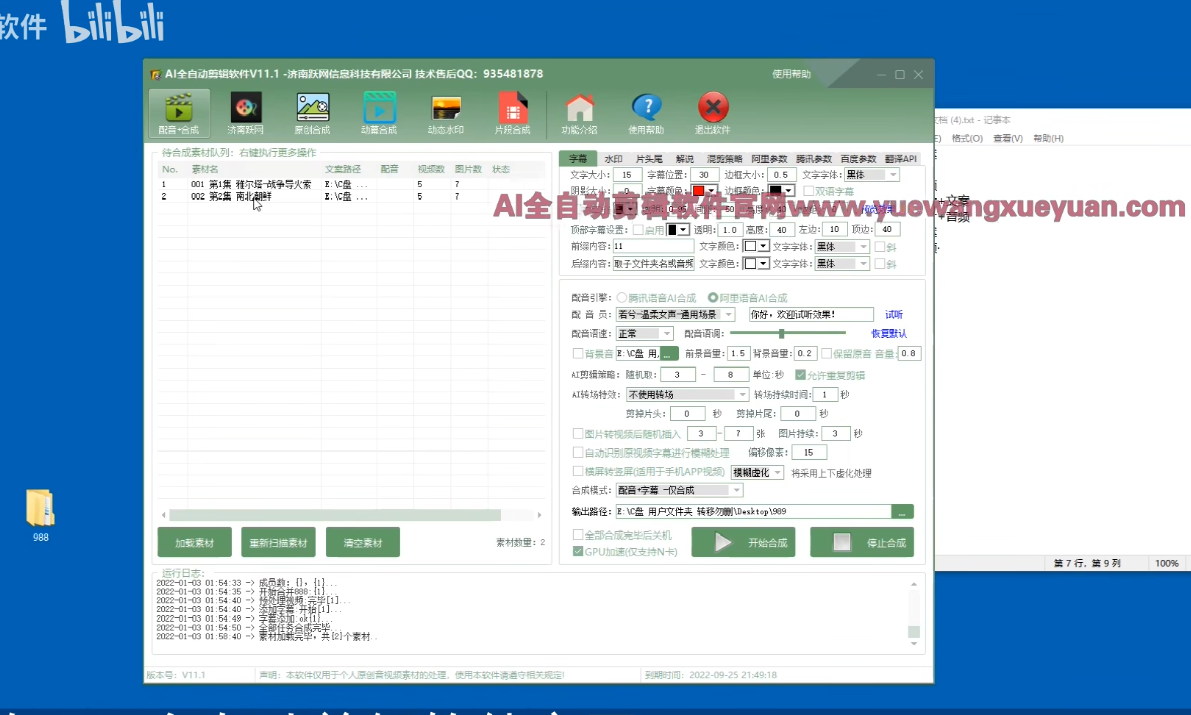 软件 bilibili
AI全自动剪辑软件V11.1 -济南跃网信息科技有限公司 技术售后QQ：935481878
使用帮助
配音+合成 济南跃网 原创合成 动画合成 动态水印 片段合成 功能介绍 使用帮助 退出软件
待合成素材队列：右键执行更多操作
No. 素材名 文案路径 配音 视频数 图片数 状态
1 001 第1集 雅尔塔-战争导火索 E:\C盘 ... 5 7
2 002 第2集 南北朝鲜 E:\C盘 ... 5 7
加载素材 重新扫描素材 清空素材 素材数量：2
字幕 水印 片头尾 解说 混剪策略 阿里参数 腾讯参数 百度参数 翻译API
文字大小：15 字幕位置：30 边框大小：0.5 文字字体：黑体
阴影大小：0 字幕颜色： 边框颜色： 双语字幕
AI全自动剪辑软件官网www.yuewangxueyuan.com
顶部字幕设置： 启用 透明：1.0 高度：40 左边：10 顶边：40
前缀内容：11 文字颜色： 文字字体：黑体 斜
后缀内容：取子文件夹名或音频 文字颜色： 文字字体：黑体 斜
配音引擎： 腾讯语音AI合成 阿里语音AI合成
配 音 员：若兮-温柔女声-通用场景 你好，欢迎试听效果! 试听
配音语速：正常 配音语调： 恢复默认
背景音 E:\C盘 用 ... 前景音量：1.5 背景音量：0.2 保留原音 音量：0.8
AI剪辑策略：随机取：3 - 8 单位:秒 允许重复剪辑
AI转场特效：不使用转场 转场持续时间：1 秒
剪掉片头：0 秒 剪掉片尾：0 秒
图片转视频后随机插入 3 - 7 张 图片持续：3 秒
自动识别原视频字幕进行模糊处理 偏移像素：15
横屏转竖屏(适用于手机APP视频) 模糊虚化 将采用上下虚化处理
合成模式：配音+字幕 -仅合成
输出路径：E:\C盘 用户文件夹 转移勿删\Desktop\989 ...
全部合成完毕后关机
GPU加速(仅支持N卡)
开始合成 停止合成
运行日志：
2022-01-03 01:54:33 -> 成员数：{}，{1}...
2022-01-03 01:54:35 -> 开始合并888:{1}...
2022-01-03 01:54:40 -> 待处理视频:完毕[1]...
2022-01-03 01:54:40 -> 添加字幕:开始[1]...
2022-01-03 01:54:49 -> 字幕添加:ok{1}...
2022-01-03 01:54:50 -> 全部任务合成完毕...
2022-01-03 01:58:40 -> 素材加载完毕，共[2]个素材..
版本号：V11.1 声明：本软件仅用于个人原创音视频素材的处理，使用本软件请遵守相关规定! 到期时间：2022-09-25 21:49:18
文档 (4).txt - 记事本
格式(O) 查看(V) 帮助(H)
+文案
+音频
第 7 行，第 9 列 100%
988